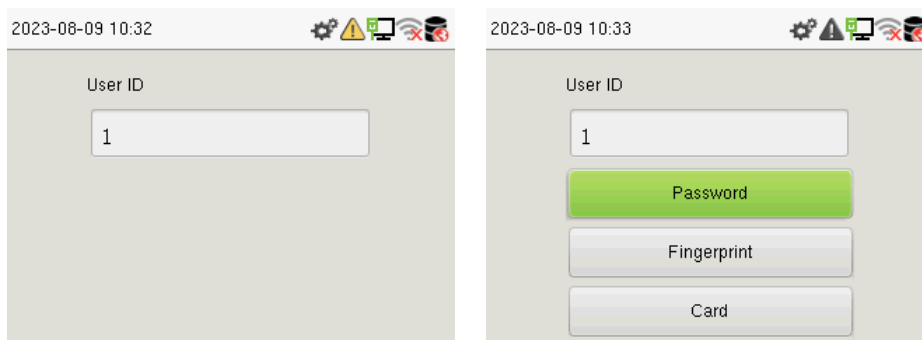 2023-08-09 10:32
User ID
1
2023-08-09 10:33
User ID
1
Password
Fingerprint
Card